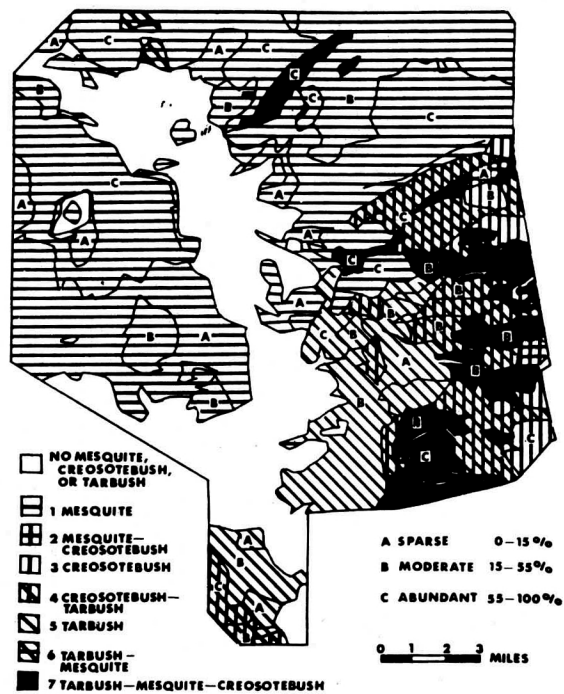 A
C
A
C
C
B
B
C
B
C
A
C
A
B
C
A
C
A
A
A
C
C
B
B
C
A
B
B
B
B
A
C
B
B
A
B
B
B
B
C
C
NO MESQUITE,
CREOSOTEBUSH,
OR TARBUSH
1 MESQUITE
2 MESQUITE—
CREOSOTEBUSH
3 CREOSOTEBUSH
4 CREOSOTEBUSH—
TARBUSH
5 TARBUSH
6 TARBUSH—
MESQUITE
7 TARBUSH—MESQUITE—CREOSOTEBUSH
A
B
C
A
B
A SPARSE 0—15%
B MODERATE 15—55%
C ABUNDANT 55—100%
0 1 2 3 MILES